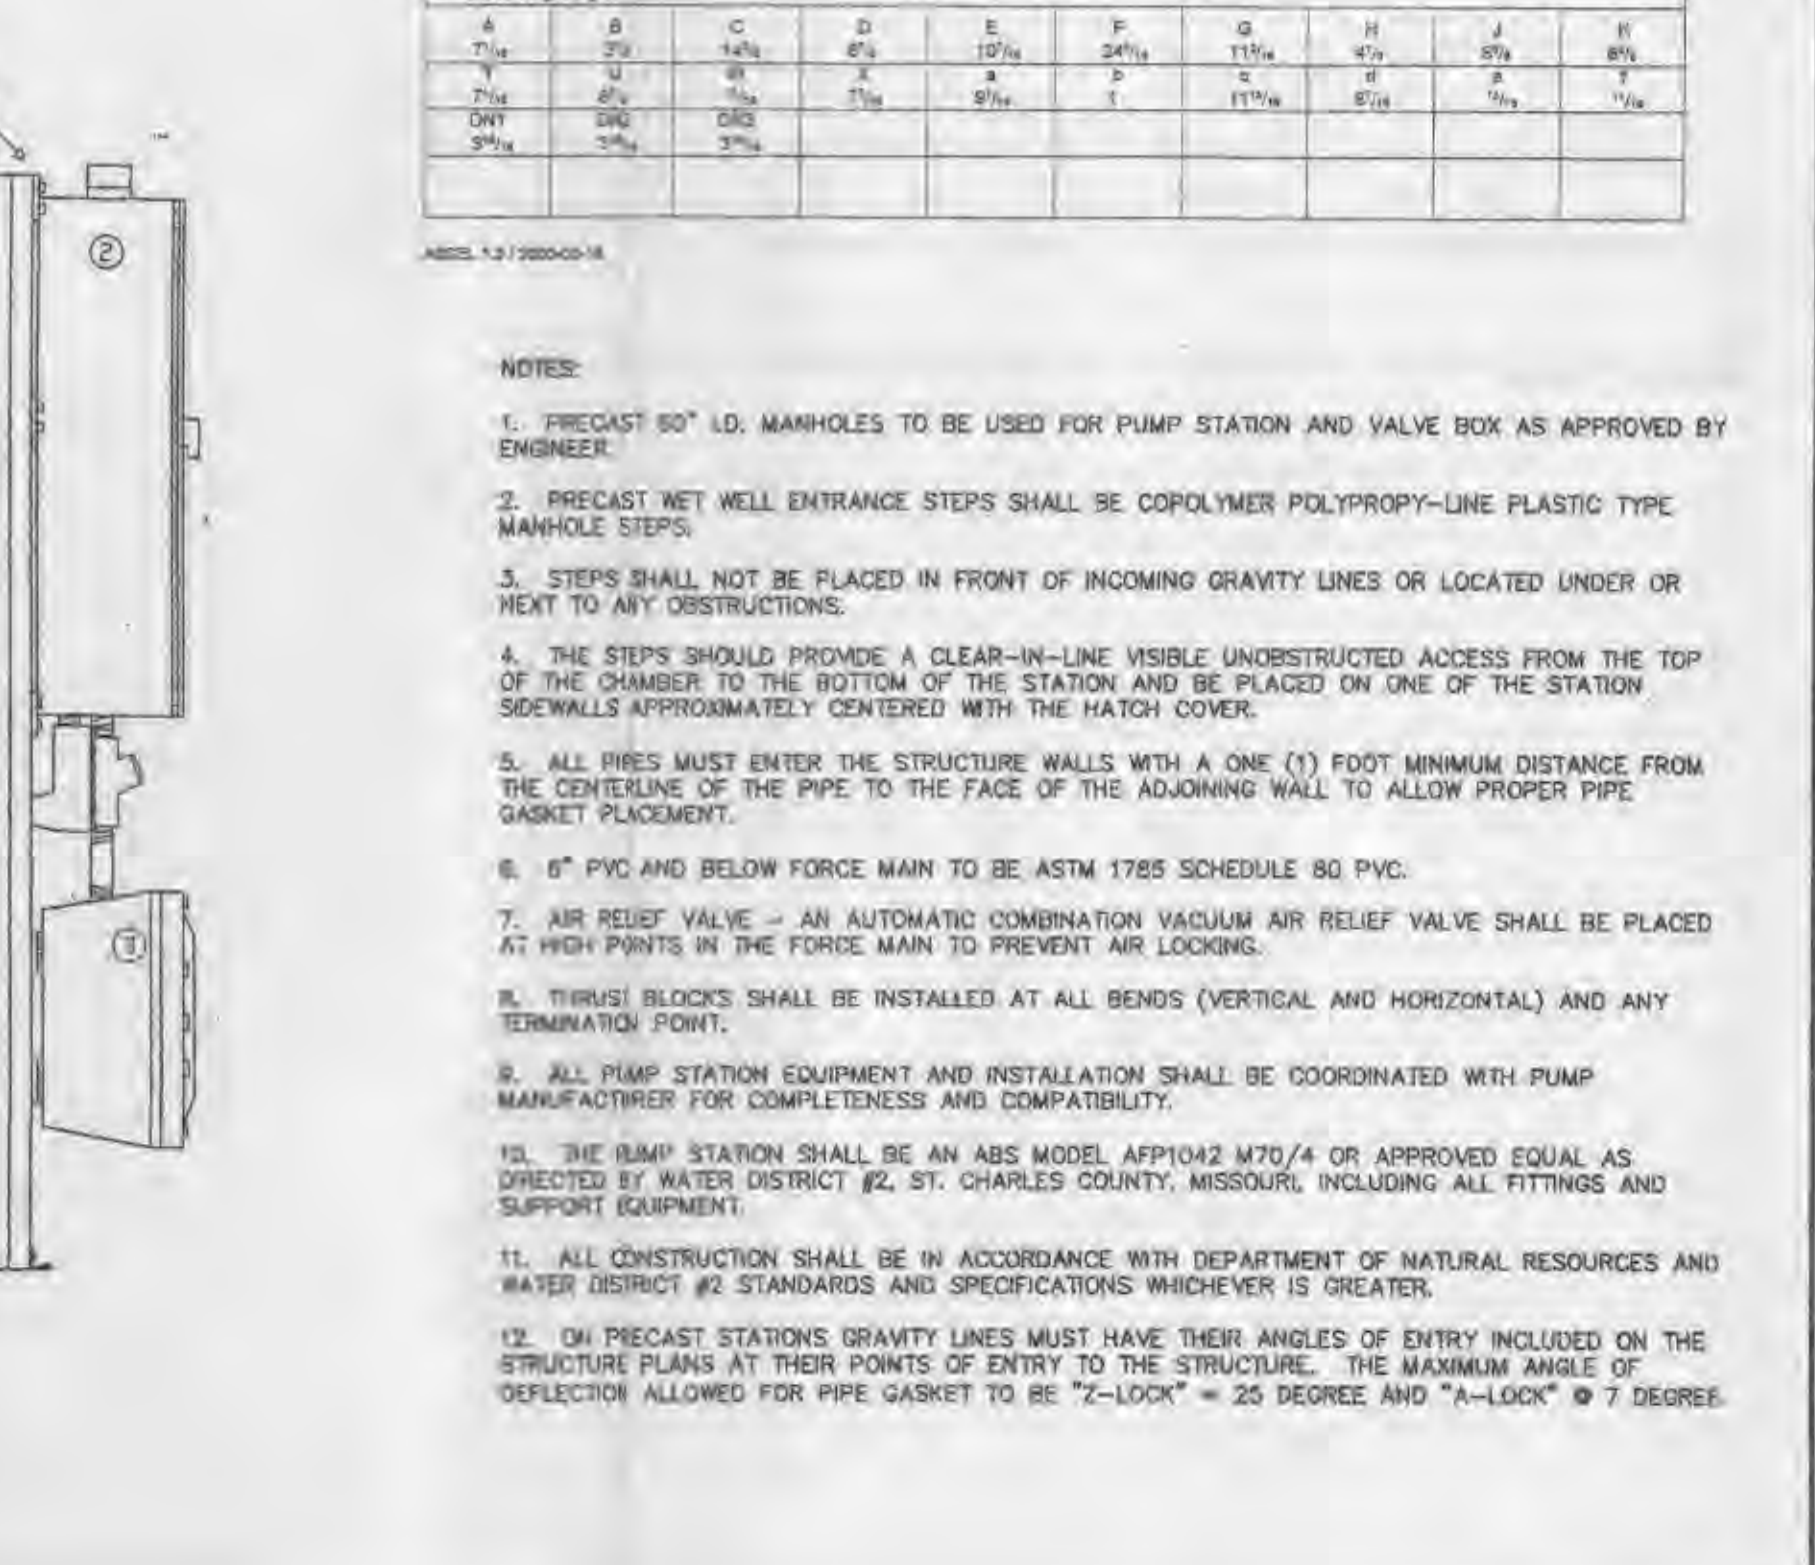 A B C D E F G H J K
b
1
DN1
NOTES:
1. PRECAST 60" I.D. MANHOLES TO BE USED FOR PUMP STATION AND VALVE BOX AS APPROVED BY
ENGINEER.
2. PRECAST WET WELL ENTRANCE STEPS SHALL BE COPOLYMER POLYPROPY-LINE PLASTIC TYPE
MANHOLE STEPS.
3. STEPS SHALL NOT BE PLACED IN FRONT OF INCOMING GRAVITY LINES OR LOCATED UNDER OR
NEXT TO ANY OBSTRUCTIONS.
4. THE STEPS SHOULD PROVIDE A CLEAR-IN-LINE VISIBLE UNOBSTRUCTED ACCESS FROM THE TOP
OF THE CHAMBER TO THE BOTTOM OF THE STATION AND BE PLACED ON ONE OF THE STATION
SIDEWALLS APPROXIMATELY CENTERED WITH THE HATCH COVER.
5. ALL PIPES MUST ENTER THE STRUCTURE WALLS WITH A ONE (1) FOOT MINIMUM DISTANCE FROM
THE CENTERLINE OF THE PIPE TO THE FACE OF THE ADJOINING WALL TO ALLOW PROPER PIPE
GASKET PLACEMENT.
6. 6" PVC AND BELOW FORCE MAIN TO BE ASTM 1785 SCHEDULE 80 PVC.
7. AIR RELIEF VALVE - AN AUTOMATIC COMBINATION VACUUM AIR RELIEF VALVE SHALL BE PLACED
AT HIGH POINTS IN THE FORCE MAIN TO PREVENT AIR LOCKING.
8. THRUST BLOCKS SHALL BE INSTALLED AT ALL BENDS (VERTICAL AND HORIZONTAL) AND ANY
TERMINATION POINT.
9. ALL PUMP STATION EQUIPMENT AND INSTALLATION SHALL BE COORDINATED WITH PUMP
MANUFACTURER FOR COMPLETENESS AND COMPATIBILITY.
10. THE PUMP STATION SHALL BE AN ABS MODEL AFP1042 M70/4 OR APPROVED EQUAL AS
DIRECTED BY WATER DISTRICT #2, ST. CHARLES COUNTY, MISSOURI, INCLUDING ALL FITTINGS AND
SUPPORT EQUIPMENT.
11. ALL CONSTRUCTION SHALL BE IN ACCORDANCE WITH DEPARTMENT OF NATURAL RESOURCES AND
WATER DISTRICT #2 STANDARDS AND SPECIFICATIONS WHICHEVER IS GREATER.
12. ON PRECAST STATIONS GRAVITY LINES MUST HAVE THEIR ANGLES OF ENTRY INCLUDED ON THE
STRUCTURE PLANS AT THEIR POINTS OF ENTRY TO THE STRUCTURE. THE MAXIMUM ANGLE OF
DEFLECTION ALLOWED FOR PIPE GASKET TO BE "Z-LOCK" = 25 DEGREE AND "A-LOCK" @ 7 DEGREE.
2